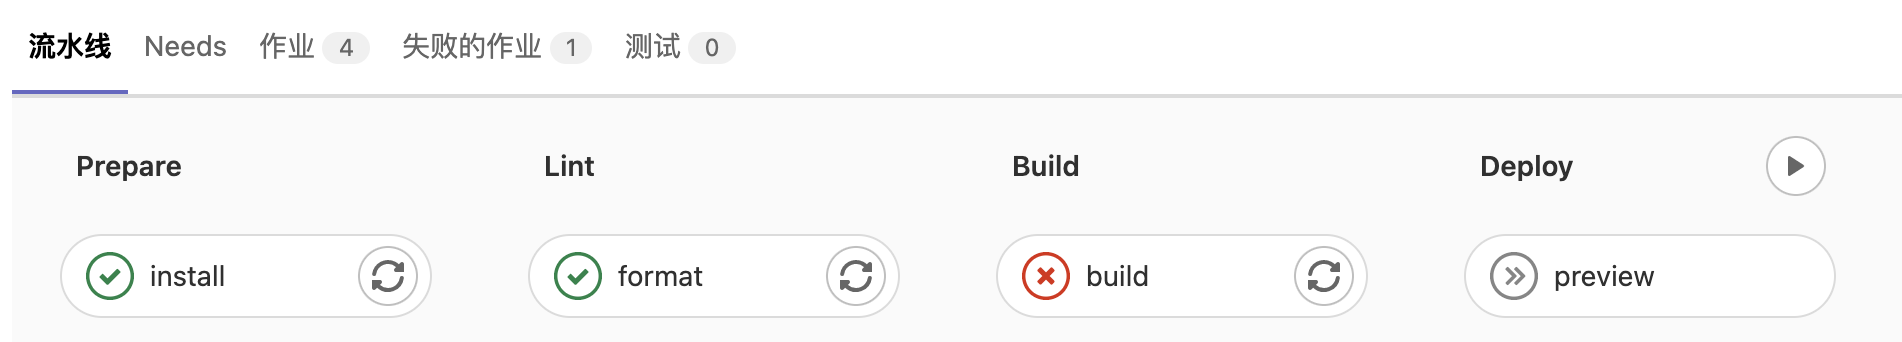 流水线 Needs 作业 4 失败的作业 1 测试 0
Prepare Lint Build Deploy
install format build preview